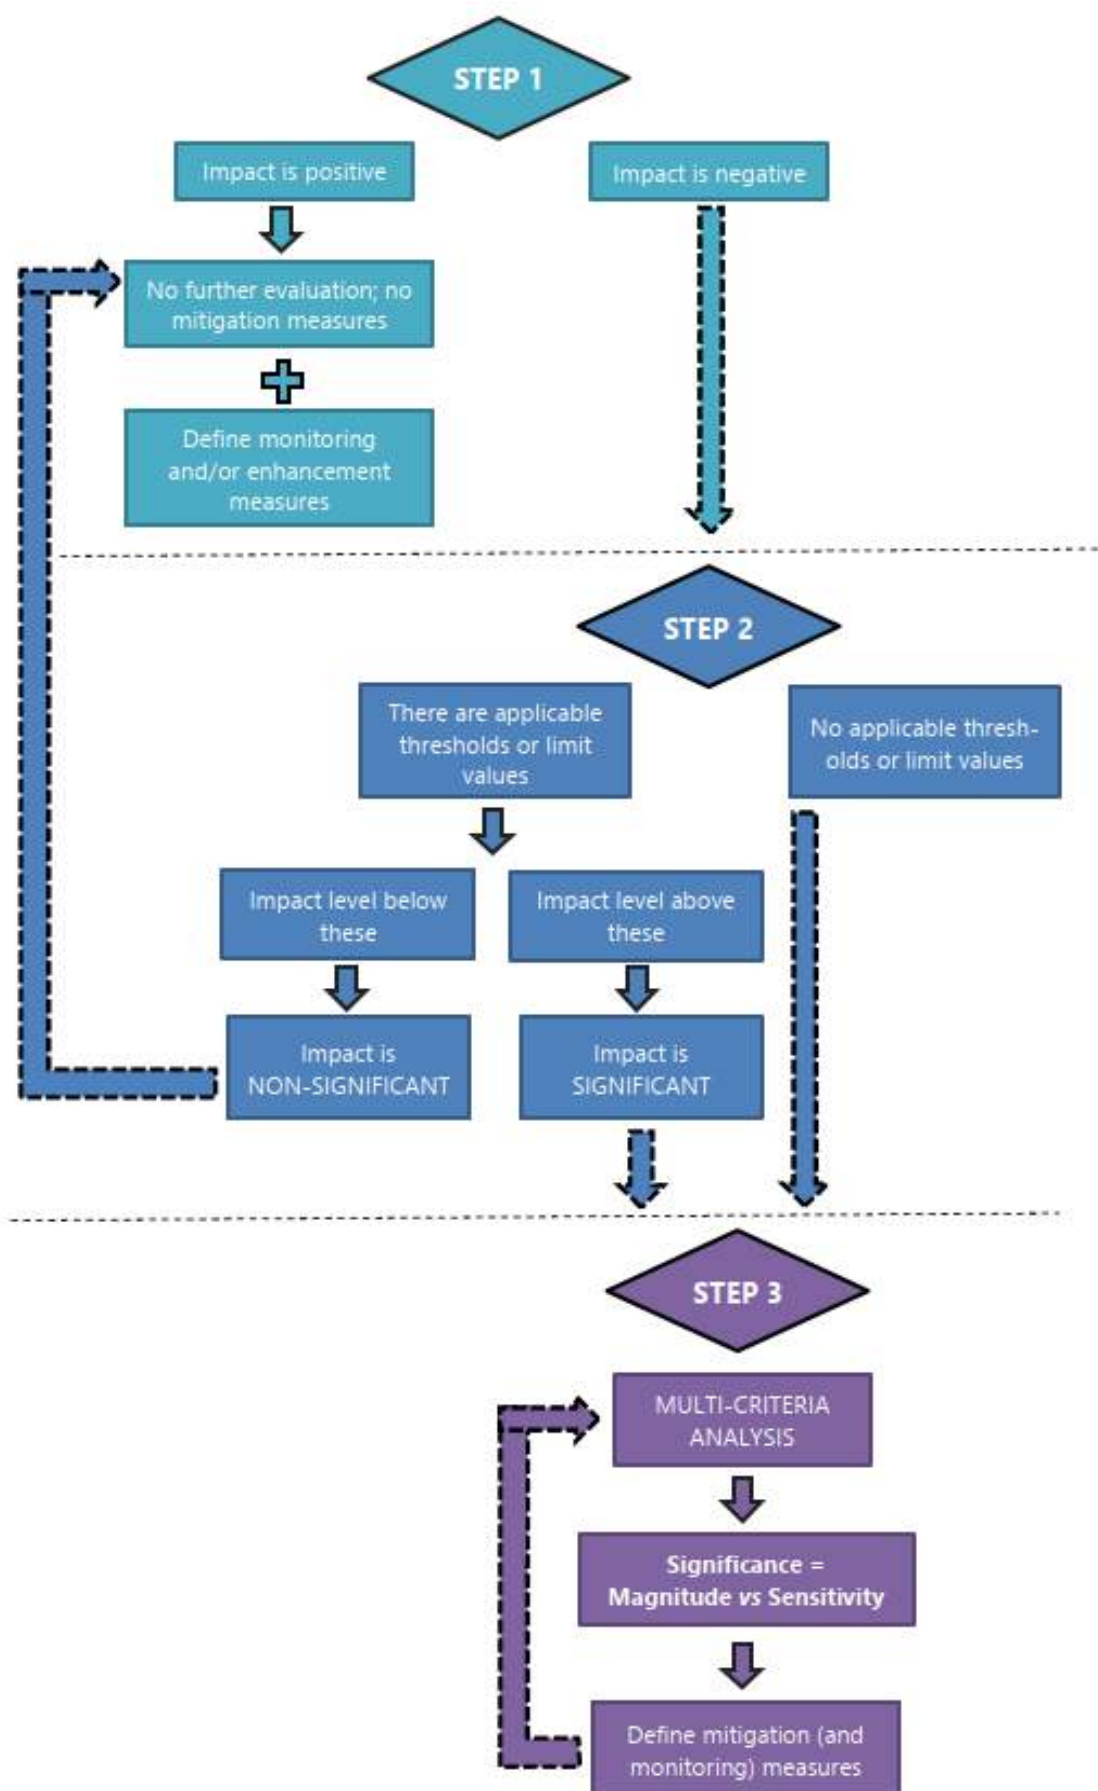 STEP 1
Impact is positive
Impact is negative
No further evaluation; no
mitigation measures
Define monitoring
and/or enhancement
measures
STEP 2
There are applicable
thresholds or limit
values
No applicable thresh-
olds or limit values
Impact level below
these
Impact level above
these
Impact is
NON-SIGNIFICANT
Impact is
SIGNIFICANT
STEP 3
MULTI-CRITERIA
ANALYSIS
Significance =
Magnitude vs Sensitivity
Define mitigation (and
monitoring) measures